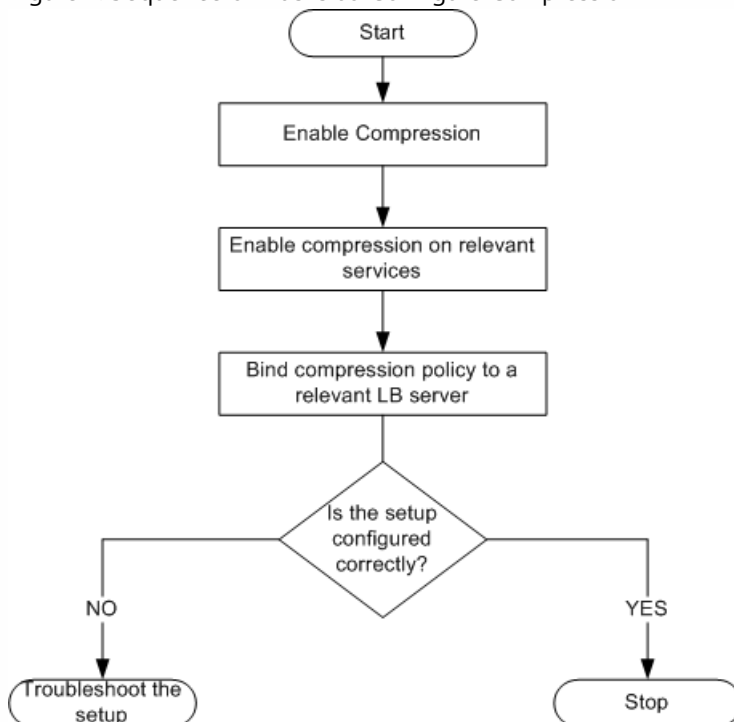 Start
Enable Compression
Enable compression on relevant
services
Bind compression policy to a
relevant LB server
Is the setup
configured
correctly?
NO
YES
Troubleshoot the
setup
Stop